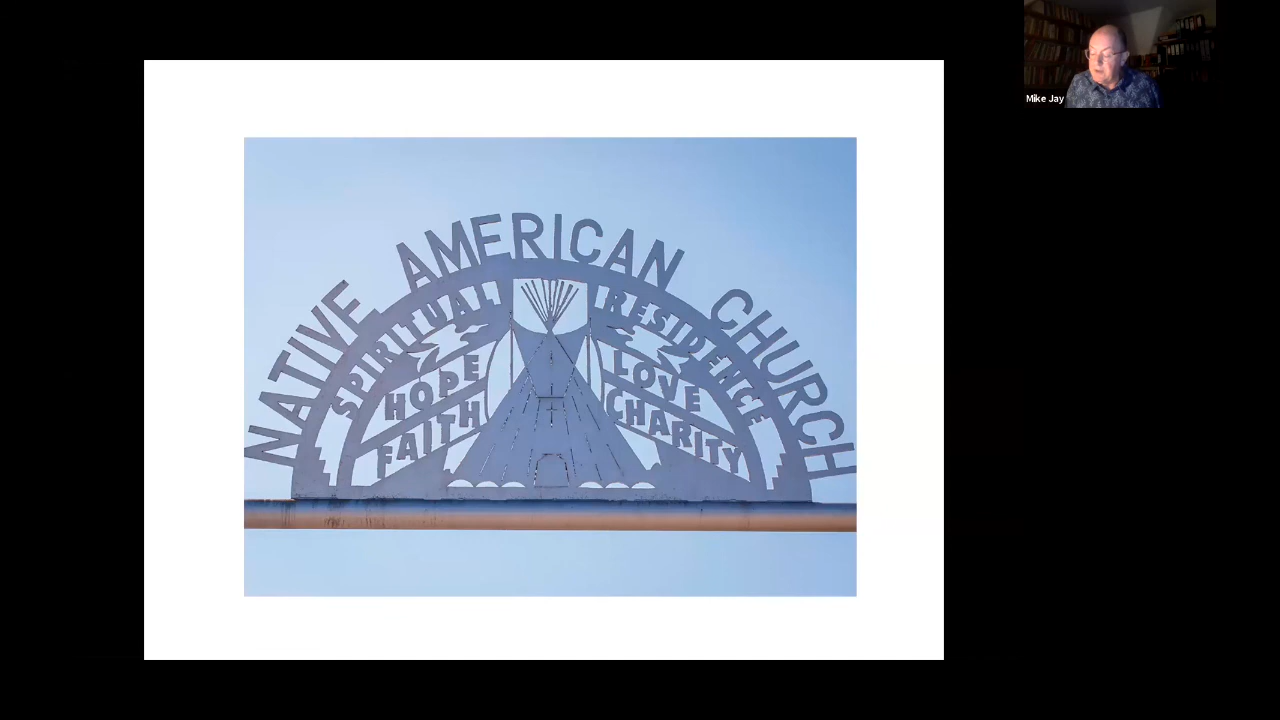 Mike Jay
NATIVE AMERICAN CHURCH
SPIRITUAL RESIDENCE
HOPE LOVE
FAITH CHARITY